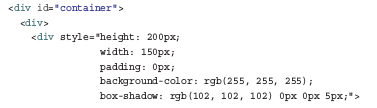 <div id="container">
<div>
<div style="height: 200px;
width: 150px;
padding: 0px;
background-color: rgb(255, 255, 255);
box-shadow: rgb(102, 102, 102) 0px 0px 5px;">